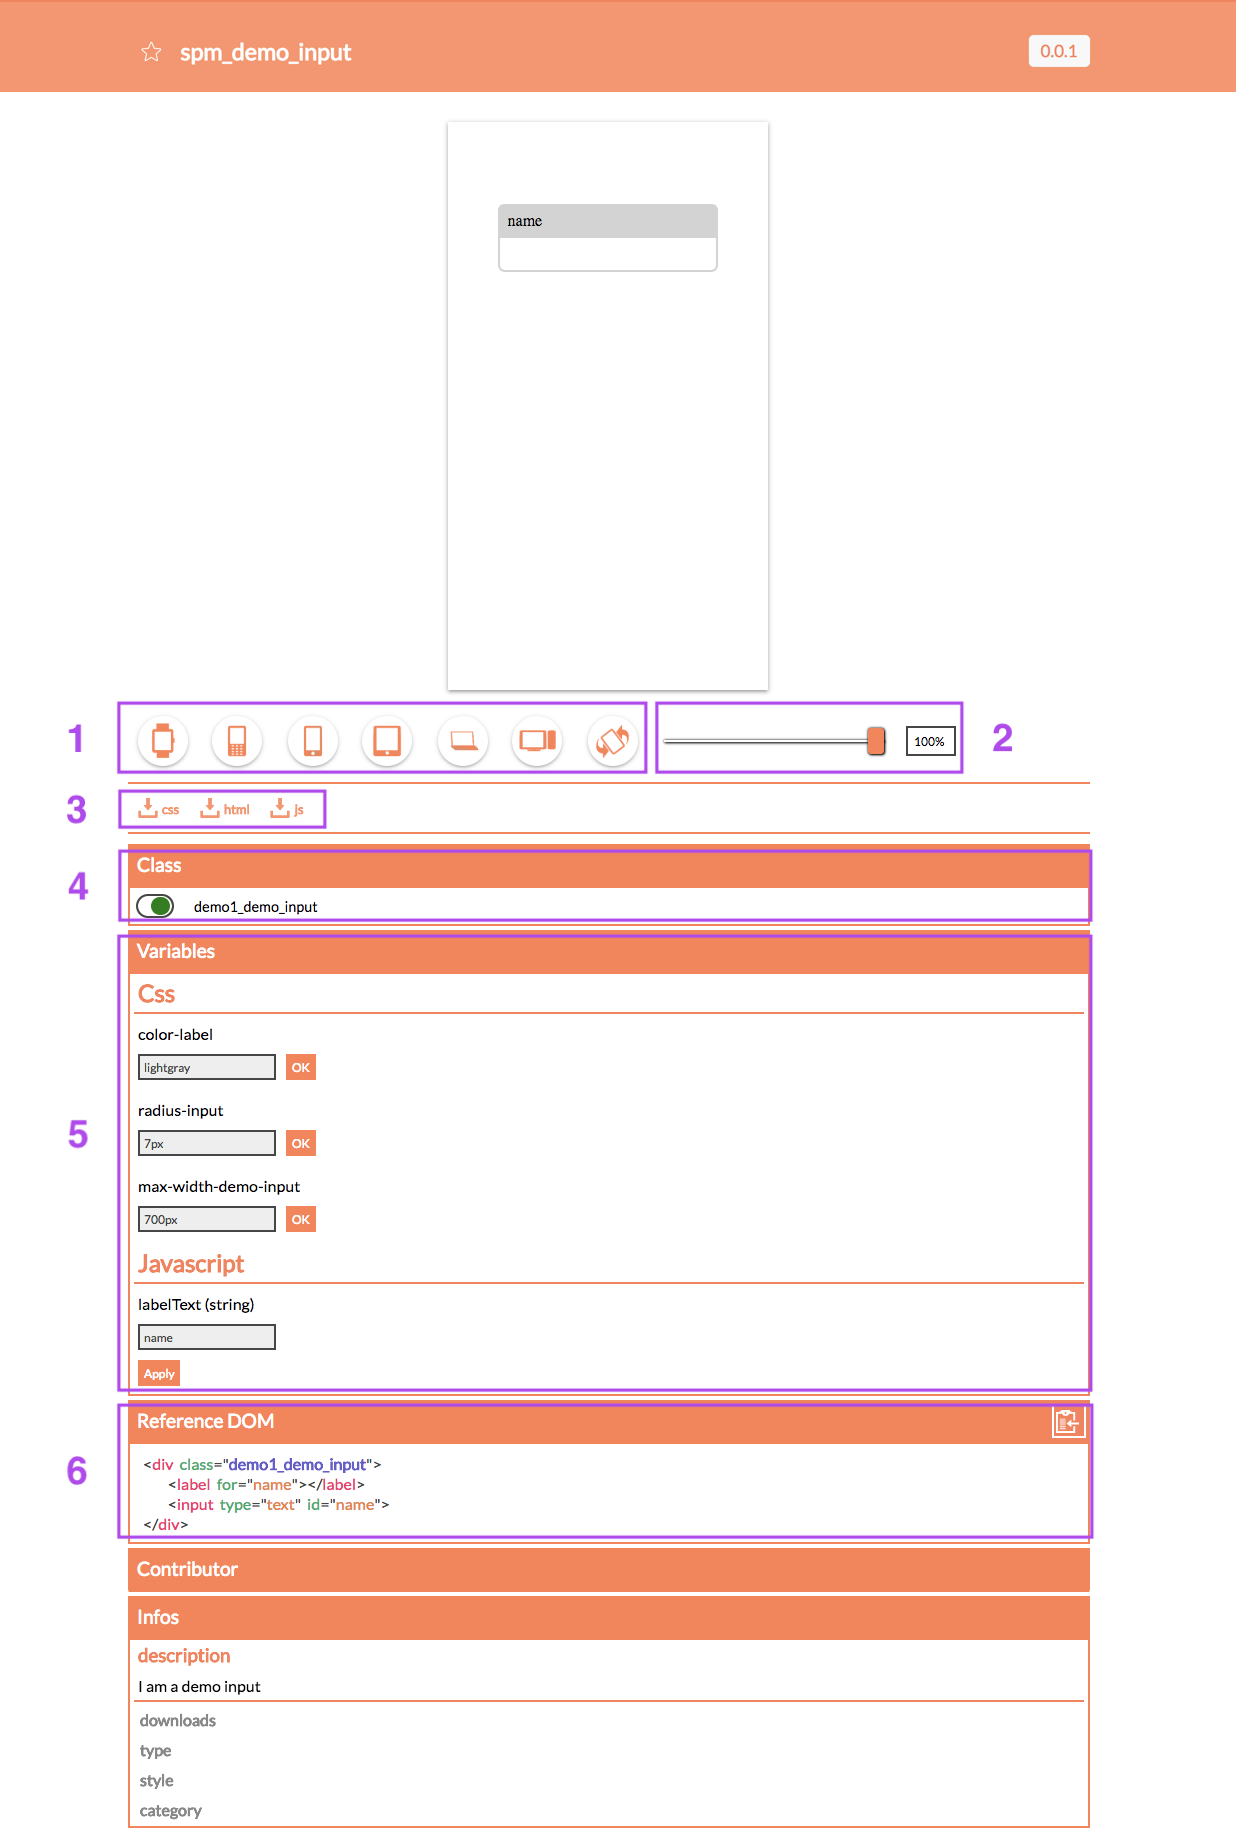 spm_demo_input
0.0.1
name
1
2
100%
3
css html js
4
Class
demo1_demo_input
Variables
Css
color-label
lightgray OK
radius-input
5
7px OK
max-width-demo-input
700px OK
Javascript
labelText (string)
name
Apply
Reference DOM
6
<div class="demo1_demo_input">
<label for="name"></label>
<input type="text" id="name">
</div>
Contributor
Infos
description
I am a demo input
downloads
type
style
category